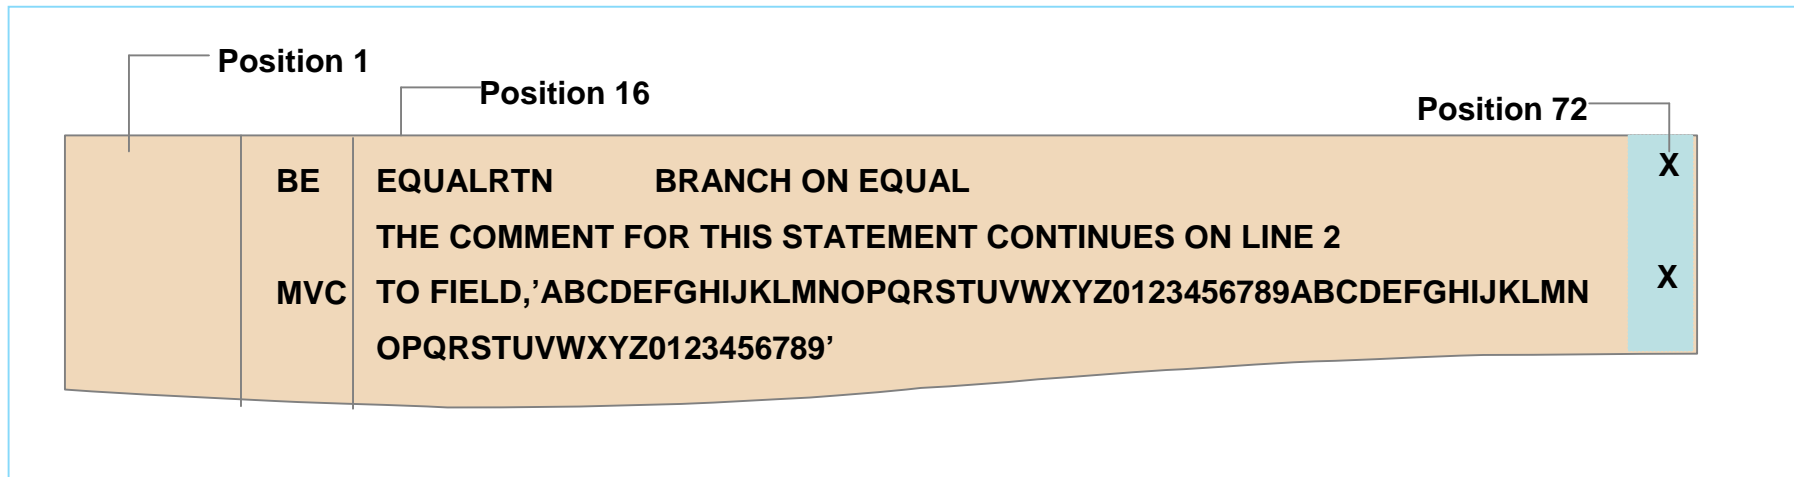 Position 1
Position 16
Position 72
BE EQUALRTN BRANCH ON EQUAL X
THE COMMENT FOR THIS STATEMENT CONTINUES ON LINE 2
MVC TO FIELD,’ABCDEFGHIJKLMNOPQRSTUVWXYZ0123456789ABCDEFGHIJKLMN X
OPQRSTUVWXYZ0123456789’